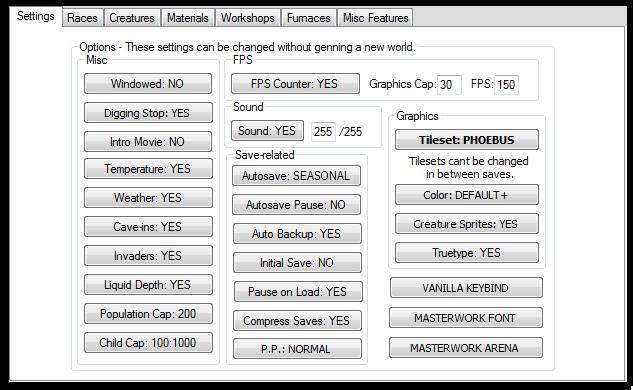 Settings Races Creatures Materials Workshops Furnaces Misc Features
Options - These settings can be changed without genning a new world.
Misc
Windowed: NO
Digging Stop: YES
Intro Movie: NO
Temperature: YES
Weather: YES
Cave-ins: YES
Invaders: YES
Liquid Depth: YES
Population Cap: 200
Child Cap: 100:1000
FPS
FPS Counter: YES Graphics Cap: 30 FPS: 150
Sound
Sound: YES 255 /255
Save-related
Autosave: SEASONAL
Autosave Pause: NO
Auto Backup: YES
Initial Save: NO
Pause on Load: YES
Compress Saves: YES
P.P.: NORMAL
Graphics
Tileset: PHOEBUS
Tilesets cant be changed
in between saves.
Color: DEFAULT+
Creature Sprites: YES
Truetype: YES
VANILLA KEYBIND
MASTERWORK FONT
MASTERWORK ARENA